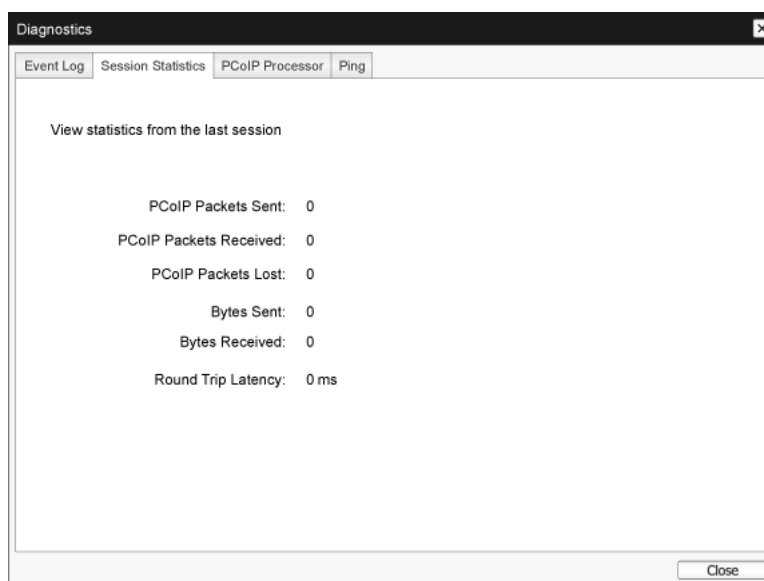 Diagnostics
Event Log Session Statistics PCoIP Processor Ping
View statistics from the last session
PCoIP Packets Sent: 0
PCoIP Packets Received: 0
PCoIP Packets Lost: 0
Bytes Sent: 0
Bytes Received: 0
Round Trip Latency: 0 ms
Close